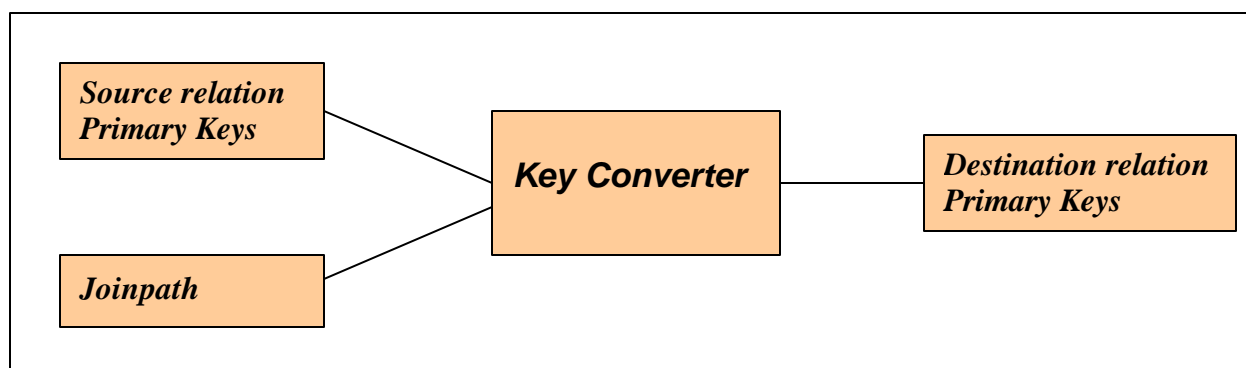 Source relation
Primary Keys
Joinpath
Key Converter
Destination relation
Primary Keys